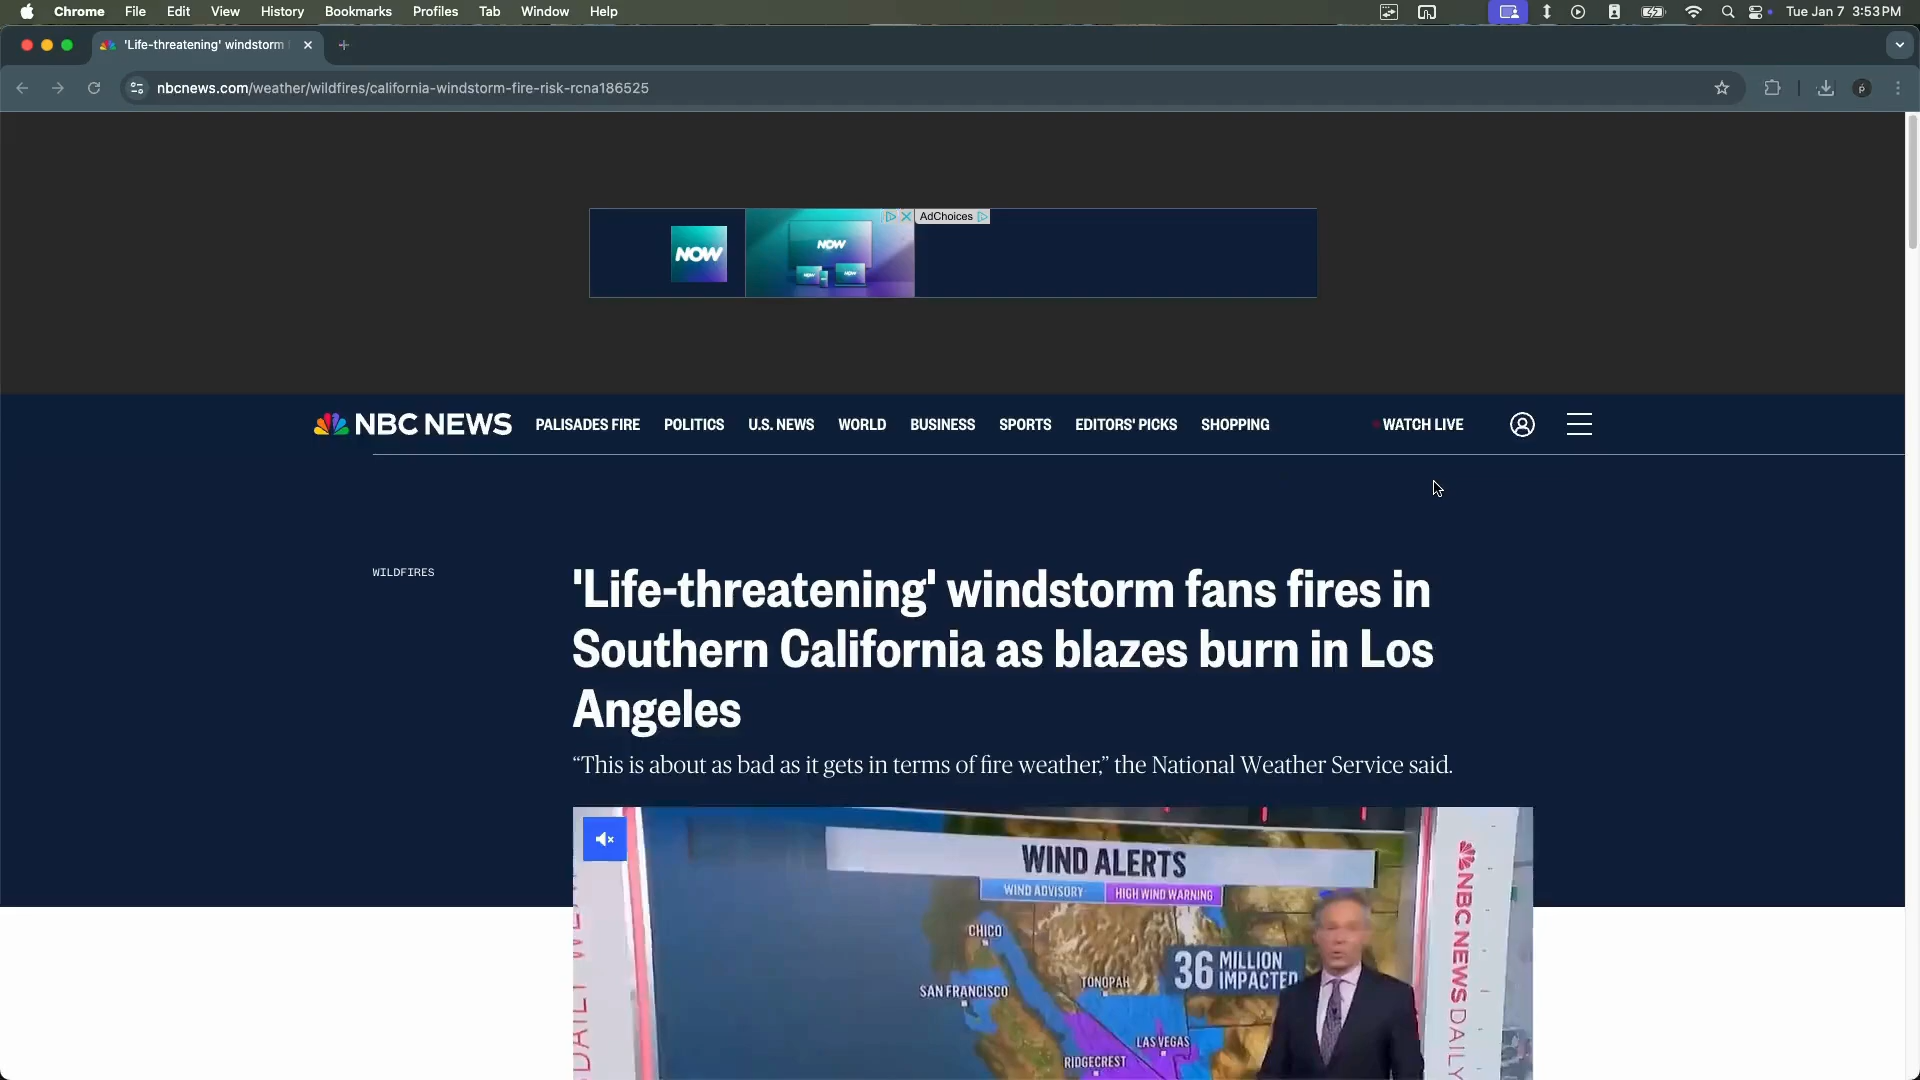 Chrome File Edit View History Bookmarks Profiles Tab Window Help Tue Jan 7 3:53 PM
'Life-threatening' windstorm
nbcnews.com/weather/wildfires/california-windstorm-fire-risk-rcna186525
AdChoices
NOW
NOW
NBC NEWS PALISADES FIRE POLITICS U.S. NEWS WORLD BUSINESS SPORTS EDITORS' PICKS SHOPPING WATCH LIVE
WILDFIRES
'Life-threatening' windstorm fans fires in
Southern California as blazes burn in Los
Angeles
“This is about as bad as it gets in terms of fire weather,” the National Weather Service said.
WIND ALERTS
WIND ADVISORY HIGH WIND WARNING
CHICO
36 MILLION
IMPACTED
TONOPAH
SAN FRANCISCO
LAS VEGAS
RIDGECREST
NBC NEWS DAILY